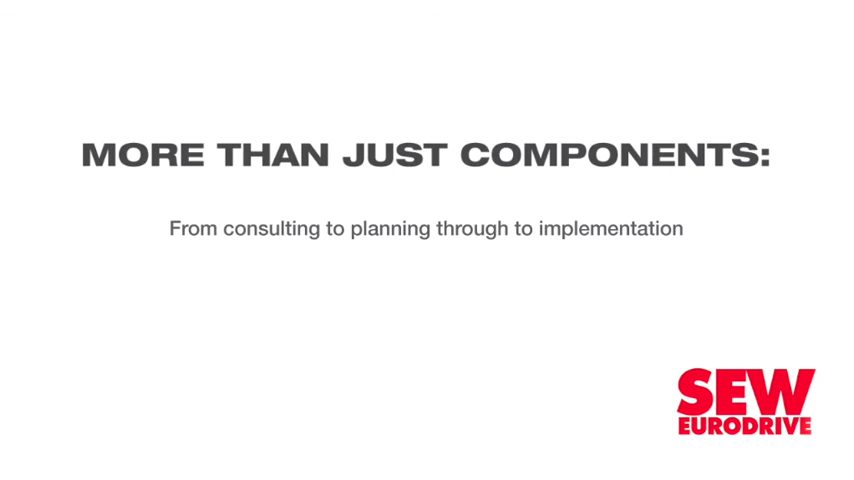 MORE THAN JUST COMPONENTS:
From consulting to planning through to implementation
SEW
EURODRIVE